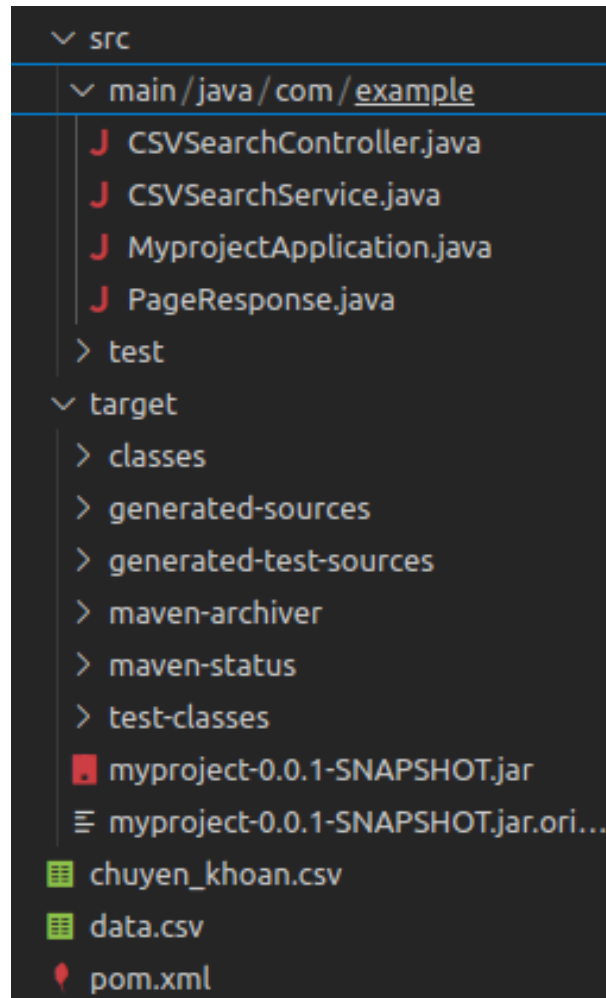 src
main/java/com/example
J CSVSearchController.java
J CSVSearchService.java
J MyprojectApplication.java
J PageResponse.java
test
target
classes
generated-sources
generated-test-sources
maven-archiver
maven-status
test-classes
myproject-0.0.1-SNAPSHOT.jar
myproject-0.0.1-SNAPSHOT.jar.ori...
chuyen_khoan.csv
data.csv
pom.xml